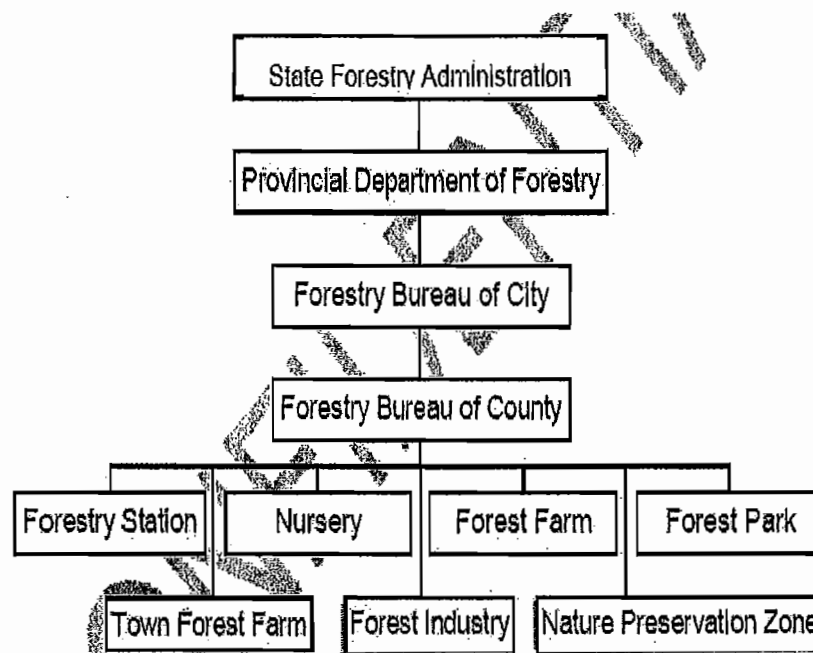 State Forestry Administration
Provincial Department of Forestry
Forestry Bureau of City
Forestry Bureau of County
Forestry Station
Nursery
Forest Farm
Forest Park
Town Forest Farm
Forest Industry
Nature Preservation Zone